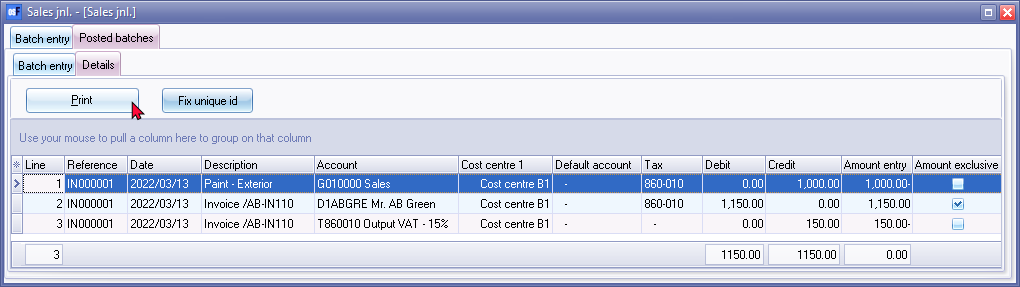 #F Sales jnl. - [Sales jnl.]
Batch entry Posted batches
Batch entry Details
Print Fix unique id
Use your mouse to pull a column here to group on that column
Line Reference Date Description Account Cost centre 1 Default account Tax Debit Credit Amount entry Amount exclusive
1 IN000001 2022/03/13 Paint - Exterior G010000 Sales Cost centre B1 - 860-010 0.00 1,000.00 1,000.00-
2 IN000001 2022/03/13 Invoice /AB-IN110 D1ABGRE Mr. AB Green Cost centre B1 - 860-010 1,150.00 0.00 1,150.00
3 IN000001 2022/03/13 Invoice /AB-IN110 T860010 Output VAT - 15% Cost centre B1 - - 0.00 150.00 150.00-
3 1150.00 1150.00 0.00